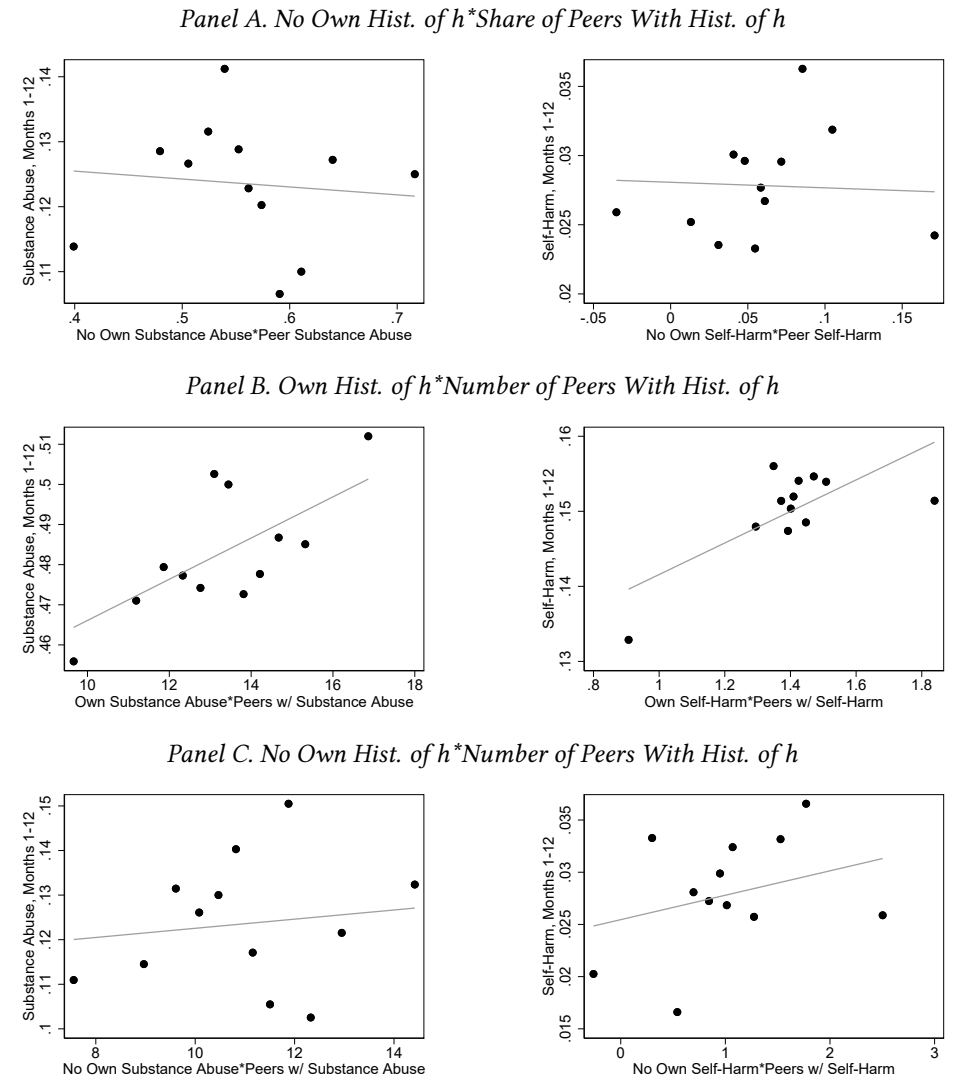 Panel A. No Own Hist. of h*Share of Peers With Hist. of h
Substance Abuse, Months 1-12
.11 .12 .13 .14
.4 .5 .6 .7
No Own Substance Abuse*Peer Substance Abuse
Self-Harm, Months 1-12
.02 .025 .03 .035
-.05 0 .05 .1 .15
No Own Self-Harm*Peer Self-Harm
Panel B. Own Hist. of h*Number of Peers With Hist. of h
Substance Abuse, Months 1-12
.46 .47 .48 .49 .5 .51
10 12 14 16 18
Own Substance Abuse*Peers w/ Substance Abuse
Self-Harm, Months 1-12
.13 .14 .15 .16
.8 1 1.2 1.4 1.6 1.8
Own Self-Harm*Peers w/ Self-Harm
Panel C. No Own Hist. of h*Number of Peers With Hist. of h
Substance Abuse, Months 1-12
.1 .11 .12 .13 .14 .15
8 10 12 14
No Own Substance Abuse*Peers w/ Substance Abuse
Self-Harm, Months 1-12
.015 .02 .025 .03 .035
0 1 2 3
No Own Self-Harm*Peers w/ Self-Harm